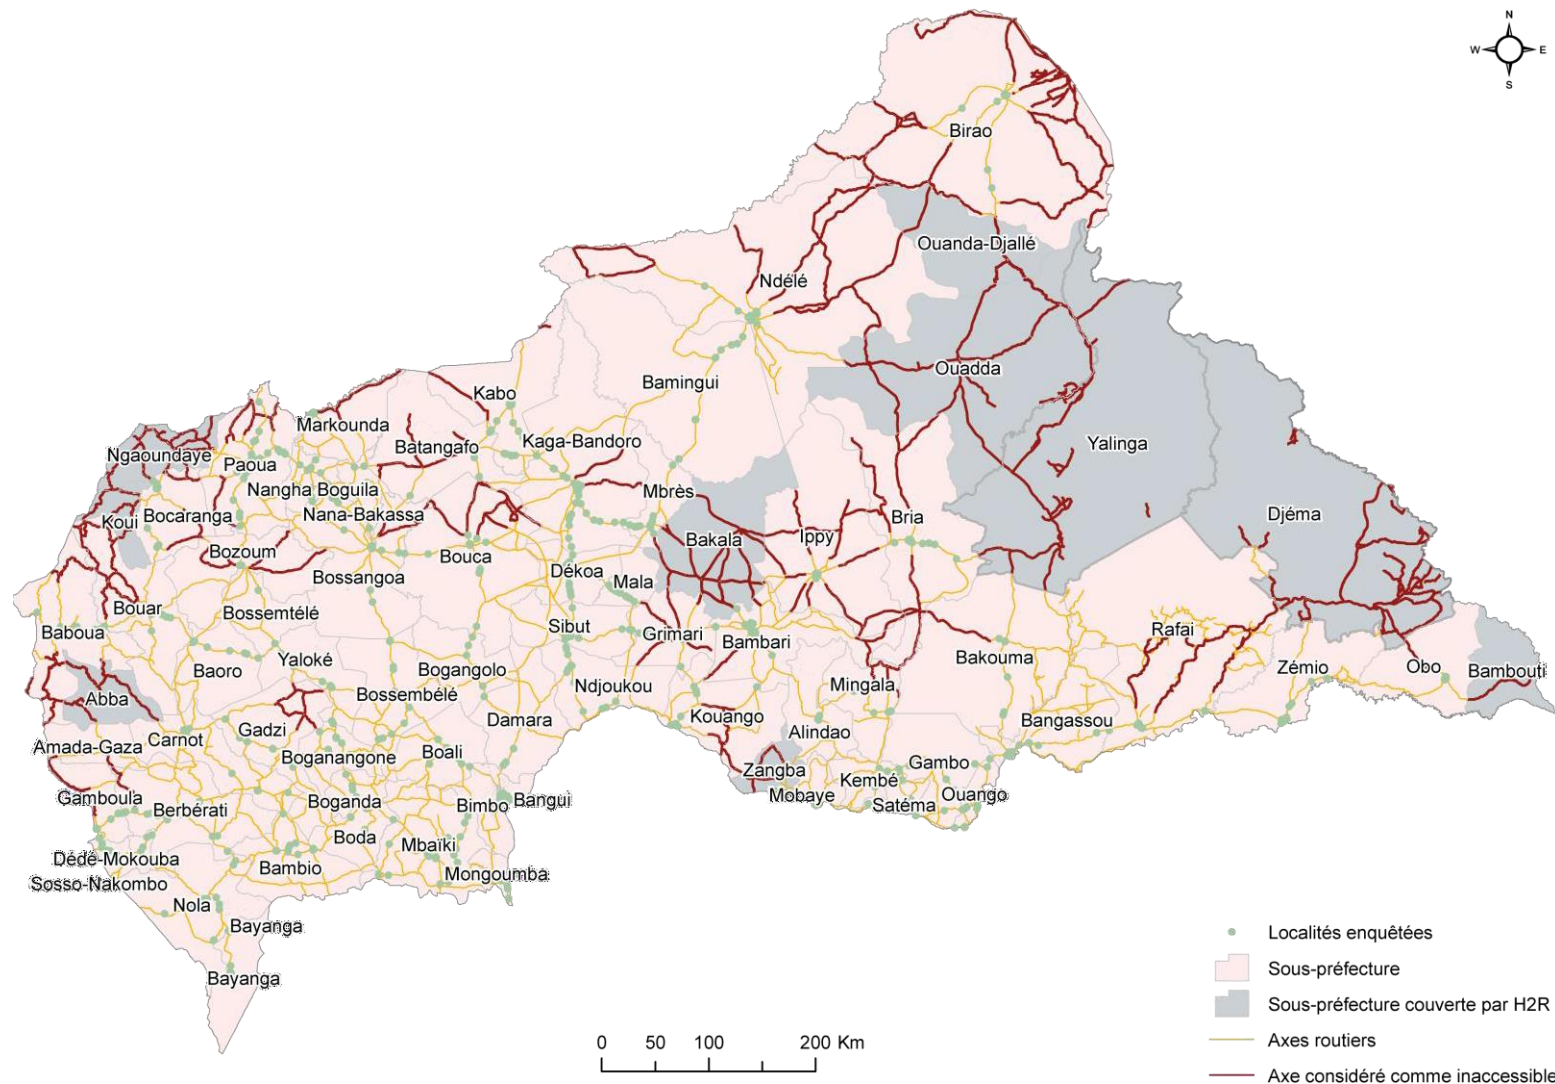 N
W E
S
Birao
Ouanda-Djallé
Ndélé
Ouadda
Bamingui
Kabo
Markounda
Batangafo
Kaga-Bandoro
Yalinga
Ngaoundaye
Paoua
Nangha Boguila
Mbrès
Koui
Bocaranga
Nana-Bakassa
Bria
Djéma
Bakala
Ippy
Bozoum
Bouca
Bossangoa
Dékoa
Mala
Bouar
Bossemtélé
Baboua
Sibut
Grimari
Bambari
Rafai
Yaloké
Bakouma
Baoro
Bogangolo
Zémio
Obo
Bambouti
Abba
Bossembélé
Ndjoukou
Mingala
Kouango
Damara
Bangassou
Gadzi
Alindao
Amada-Gaza
Carnot
Boganangone
Boali
Gambo
Zangba
Kembé
Gamboula
Berbérati
Boganda
Bimbo
Bangui
Mobaye
Satéma
Ouango
Boda
Mbaïki
Dédé-Mokouba
Bambio
Mongoumba
Sosso-Nakombo
Nola
Bayanga
Bayanga
Localités enquêtées
Sous-préfecture
Sous-préfecture couverte par H2R
Axes routiers
Axe considéré comme inaccessible
0 50 100 200 Km